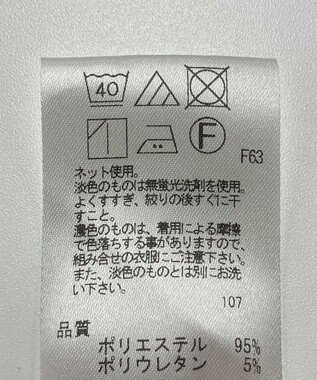 40
F
F63
ネット使用。
淡色のものは無蛍光洗剤を使用。
よくすすぎ、絞りの後すぐに干
すこと。
濃色のものは、着用による摩擦
で色落ちする事がありますので、
組み合せの衣服にご注意下さい。
また、淡色のものとは別にお洗
い下さい。
107
品質
ポリエステル 95%
ポリウレタン 5%